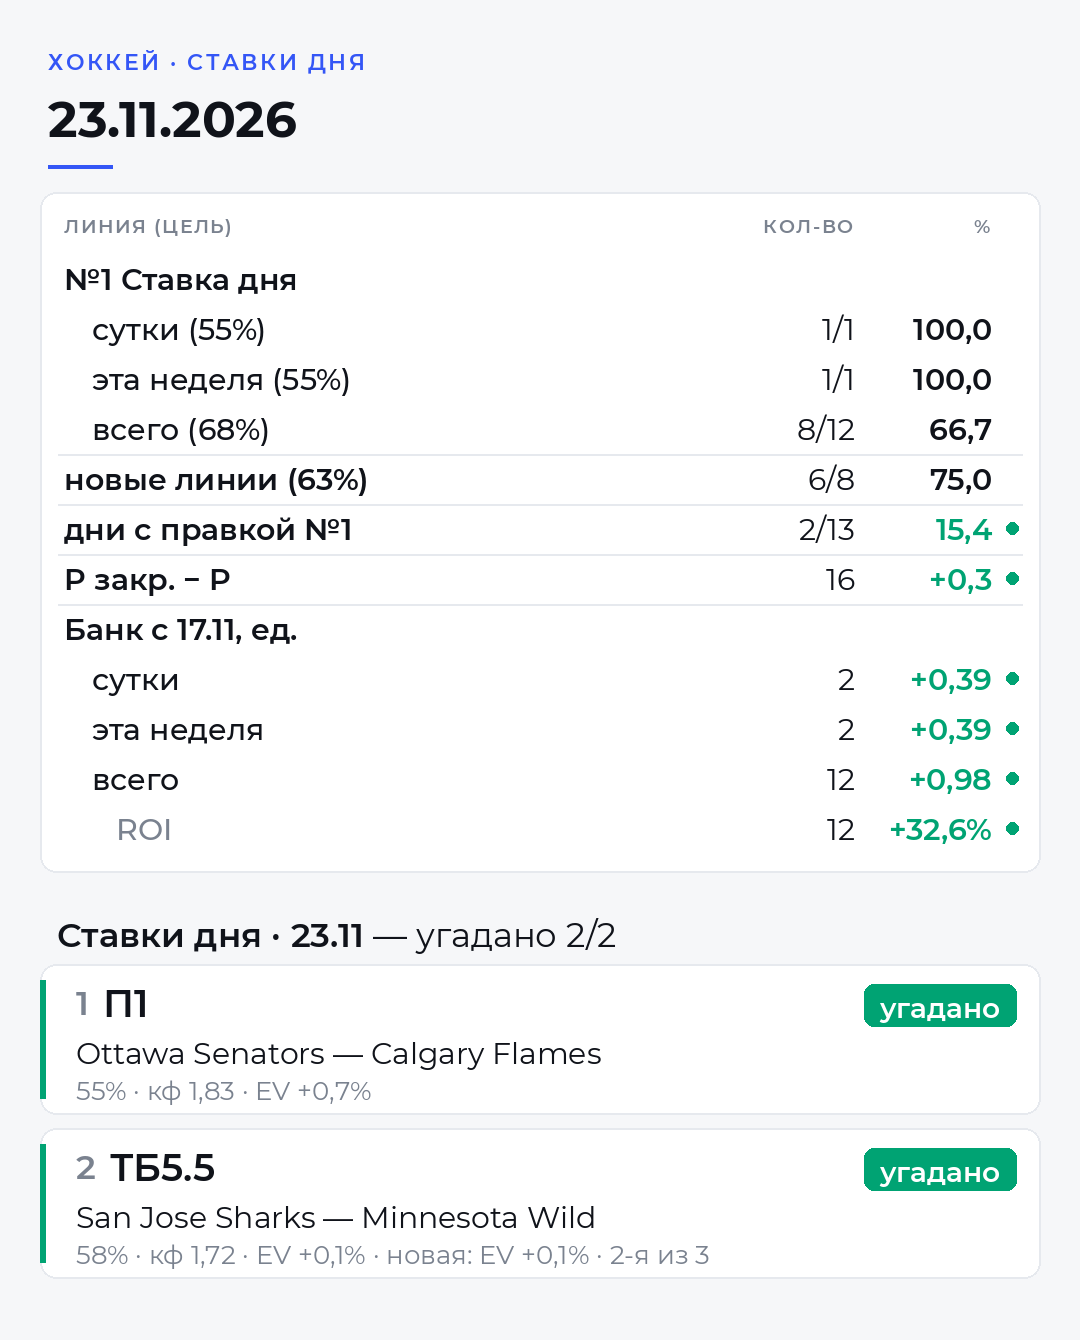 ХОККЕЙ · СТАВКИ ДНЯ
23.11.2026
ЛИНИЯ (ЦЕЛЬ) КОЛ-ВО %
№1 Ставка дня
сутки (55%) 1/1 100,0
эта неделя (55%) 1/1 100,0
всего (68%) 8/12 66,7
новые линии (63%) 6/8 75,0
дни с правкой №1 2/13 15,4
Р закр. − Р 16 +0,3
Банк с 17.11, ед.
сутки 2 +0,39
эта неделя 2 +0,39
всего 12 +0,98
ROI 12 +32,6%
Ставки дня · 23.11 — угадано 2/2
1 П1 угадано
Ottawa Senators — Calgary Flames
55% · кф 1,83 · EV +0,7%
2 ТБ5.5 угадано
San Jose Sharks — Minnesota Wild
58% · кф 1,72 · EV +0,1% · новая: EV +0,1% · 2-я из 3